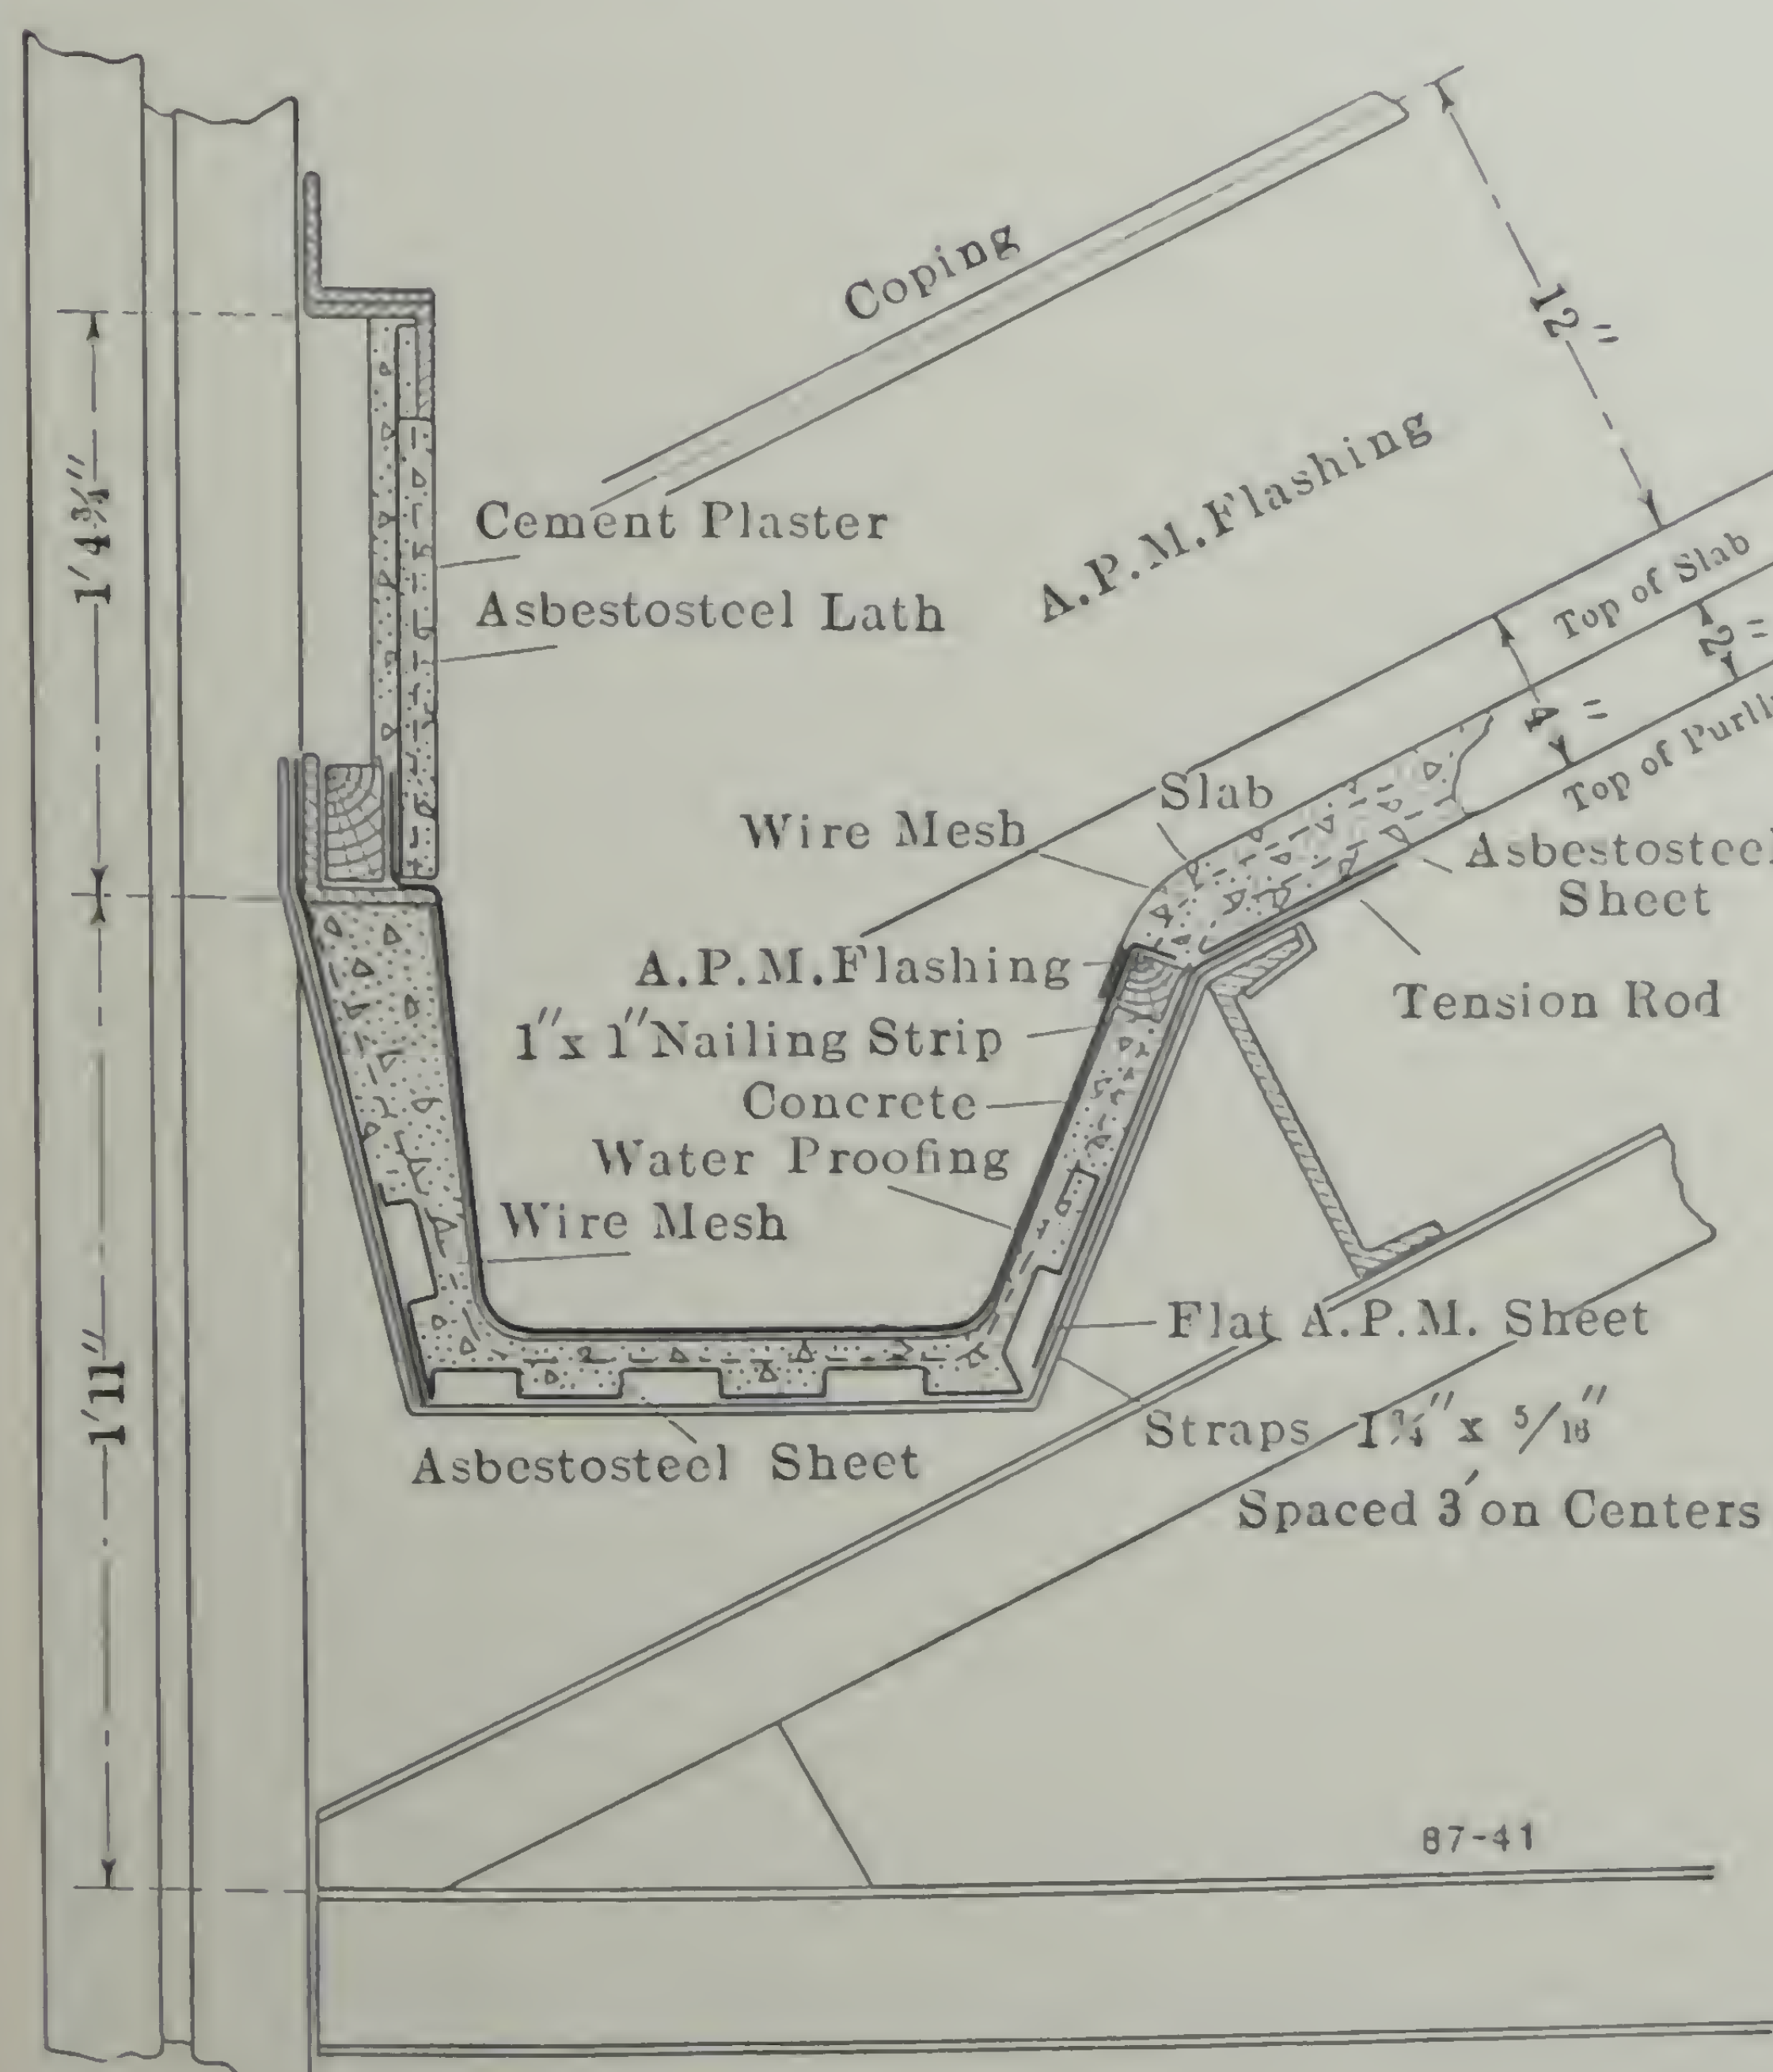 Coping
12"
1' 4¾"
Cement Plaster
A.P.M. Flashing
Asbestosteel Lath
Top of Slab
2"
4"
Slab
Wire Mesh
Asbestosteel
Sheet
A.P.M. Flashing
Tension Rod
1" x 1" Nailing Strip
Concrete
Water Proofing
Wire Mesh
Flat A.P.M. Sheet
1' 11"
Straps 1¾" x 5/16"
Asbestosteel Sheet
Spaced 3' on Centers
87-41
Top of